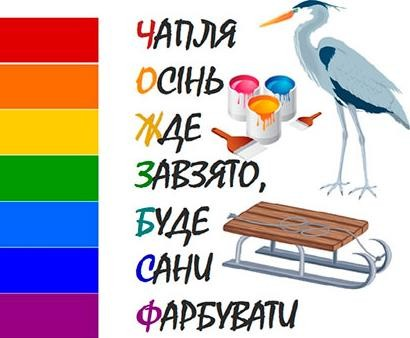 ЧАПЛЯ
ОСІНЬ
ЖДЕ
ЗАВЗЯТО,
БУДЕ
САНИ
ФАРБУВАТИ